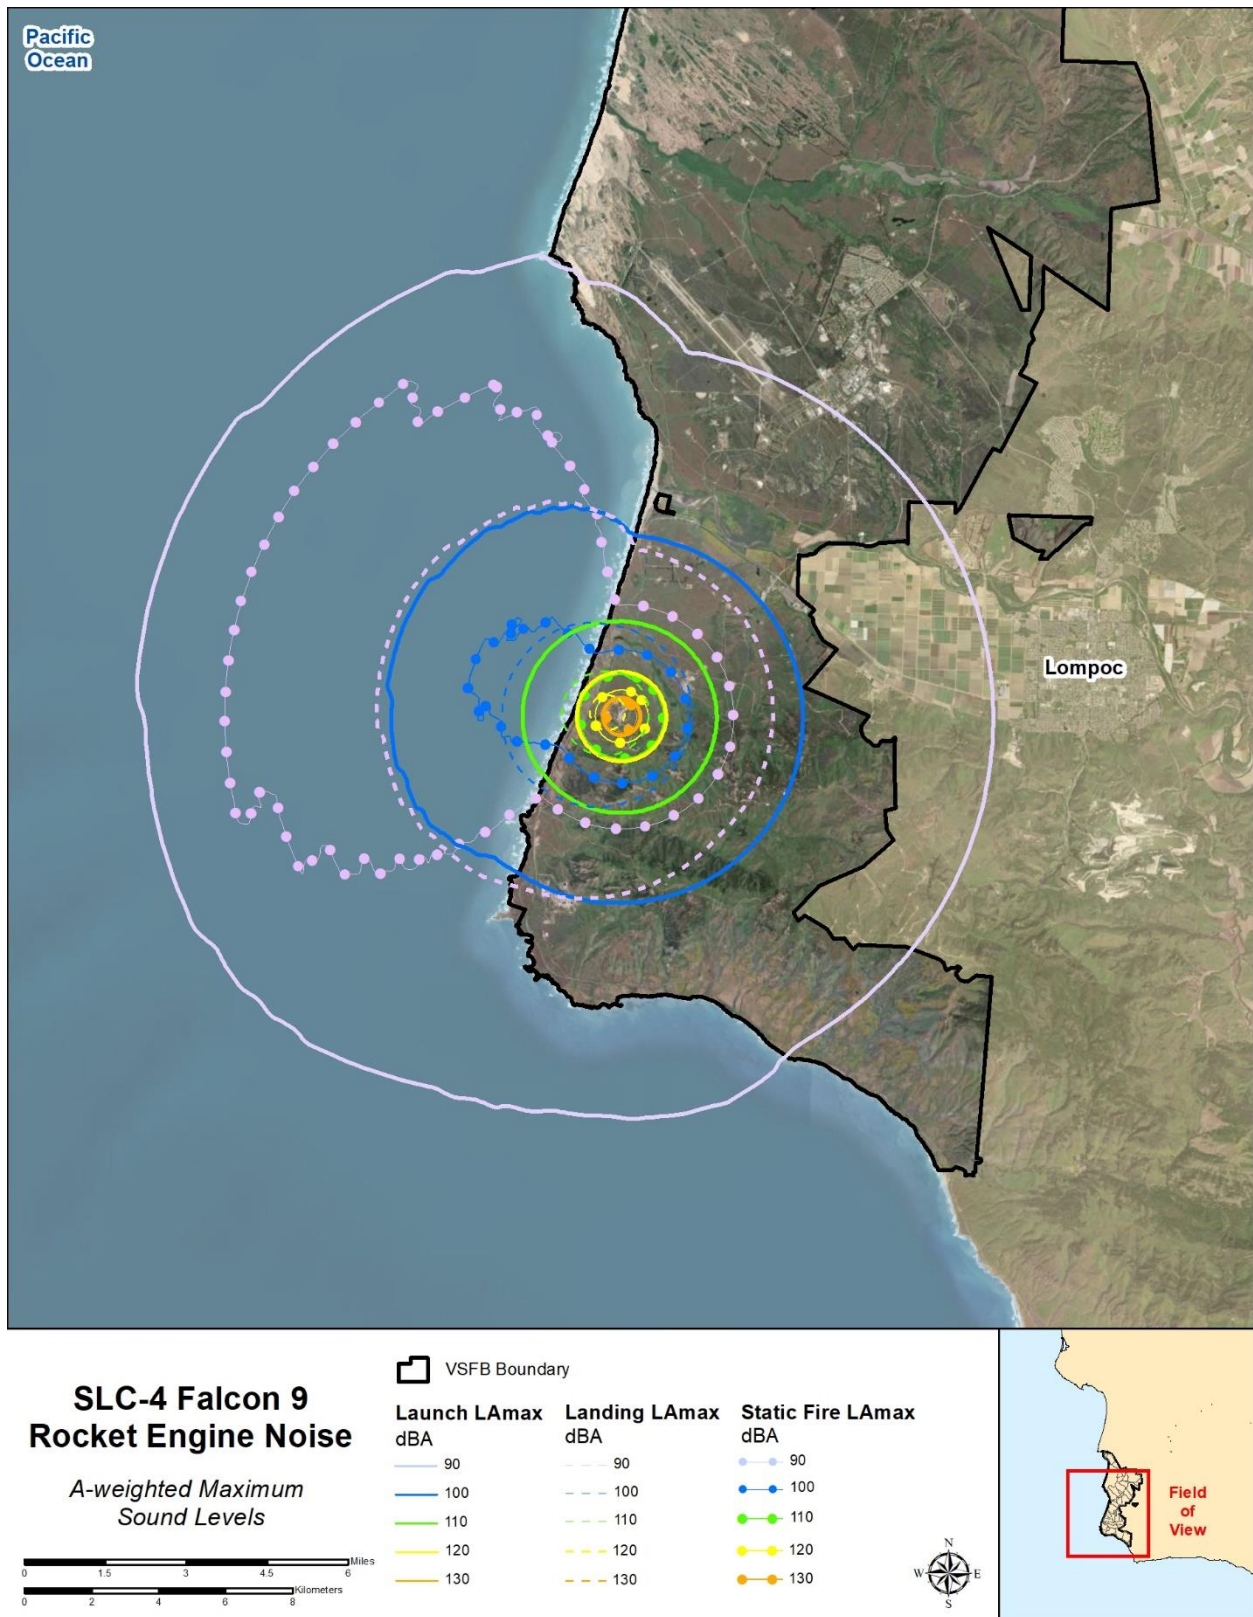 Pacific
Ocean
Lompoc
SLC-4 Falcon 9
Rocket Engine Noise
A-weighted Maximum
Sound Levels
0 1.5 3 4.5 6 Miles
0 2 4 6 8 Kilometers
VSFB Boundary
Launch LAmax
dBA
90
100
110
120
130
Landing LAmax
dBA
90
100
110
120
130
Static Fire LAmax
dBA
90
100
110
120
130
N
W E
S
Field
of
View